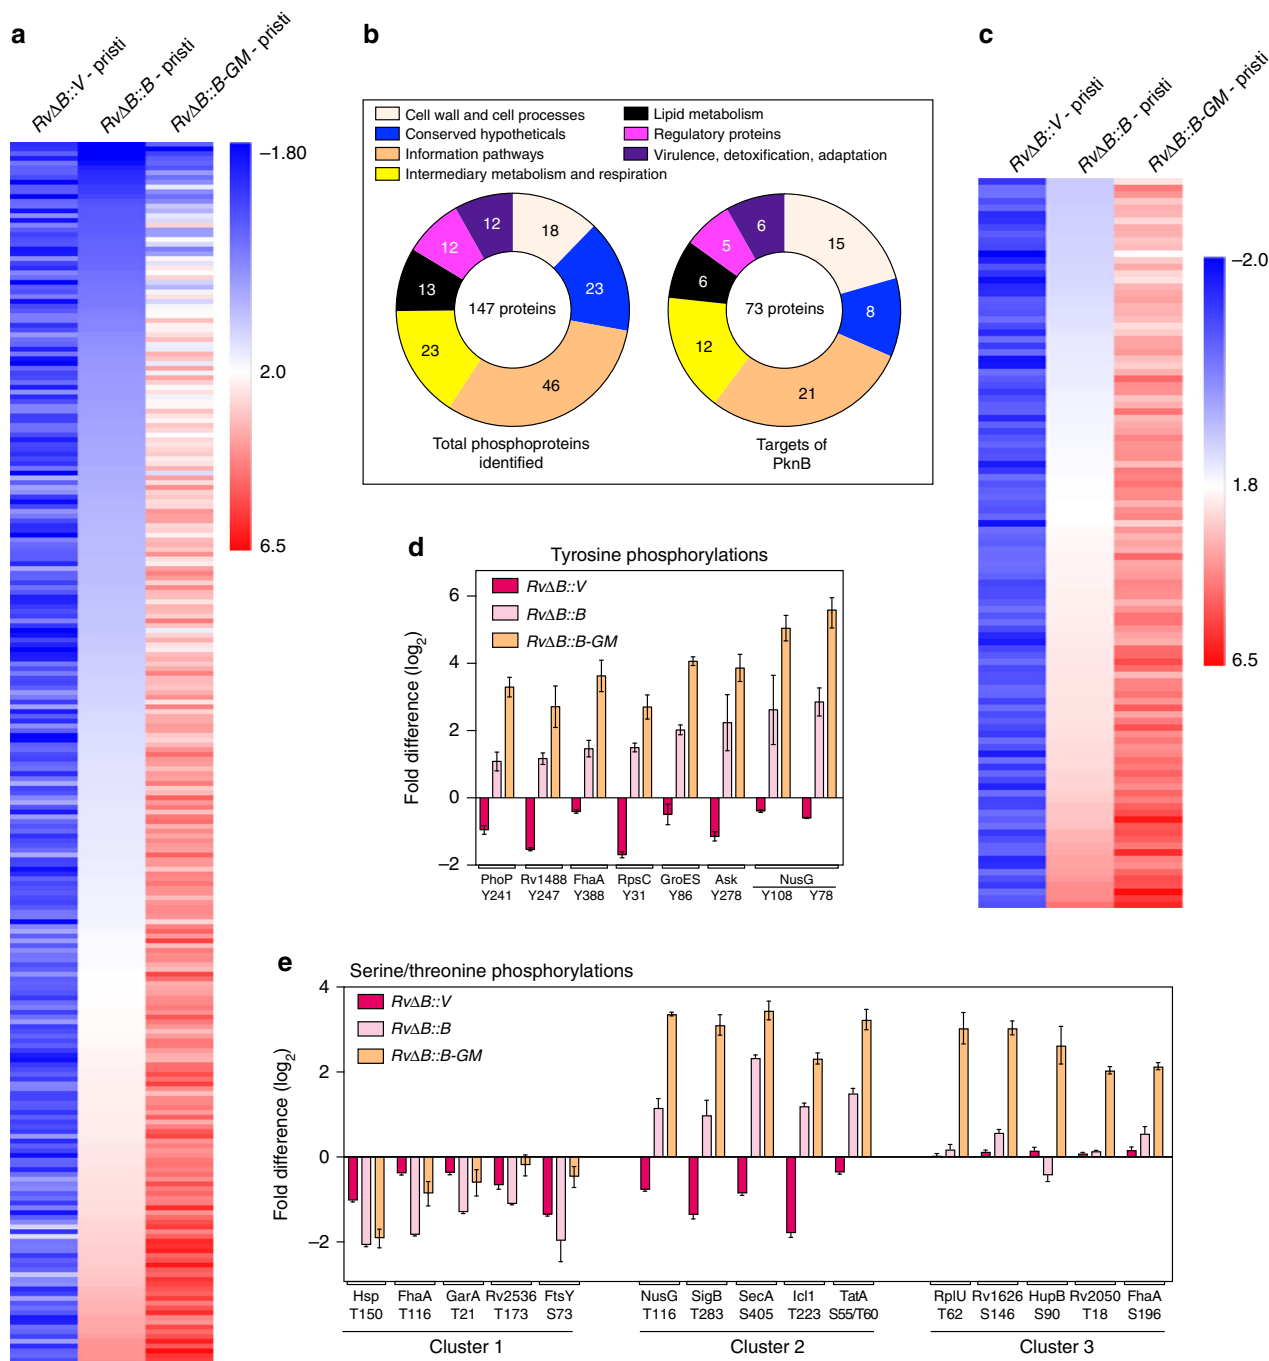 a
RvΔB::V - pristi
RvΔB::B - pristi
RvΔB::B-GM - pristi
−1.80
2.0
6.5
b
Cell wall and cell processes
Conserved hypotheticals
Information pathways
Intermediary metabolism and respiration
Lipid metabolism
Regulatory proteins
Virulence, detoxification, adaptation
12
18
12
23
13
147 proteins
23
46
Total phosphoproteins
identified
6
15
5
6
73 proteins
8
12
21
Targets of
PknB
c
RvΔB::V - pristi
RvΔB::B - pristi
RvΔB::B-GM - pristi
−2.0
1.8
6.5
d
Tyrosine phosphorylations
RvΔB::V
RvΔB::B
RvΔB::B-GM
Fold difference (log2)
6
4
2
0
−2
PhoP Rv1488 FhaA RpsC GroES Ask NusG
Y241 Y247 Y388 Y31 Y86 Y278 Y108 Y78
e
Serine/threonine phosphorylations
RvΔB::V
RvΔB::B
RvΔB::B-GM
Fold difference (log2)
4
2
0
−2
Hsp FhaA GarA Rv2536 FtsY NusG SigB SecA Icl1 TatA RplU Rv1626 HupB Rv2050 FhaA
T150 T116 T21 T173 S73 T116 T283 S405 T223 S55/T60 T62 S146 S90 T18 S196
Cluster 1 Cluster 2 Cluster 3